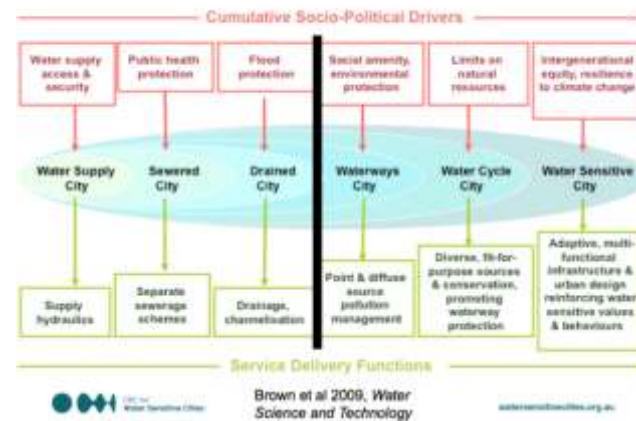 Cumulative Socio-Political Drivers
Water supply
access &
security
Public health
protection
Flood
protection
Social amenity,
environmental
protection
Limits on
natural
resources
Intergenerational
equity, resilience
to climate change
Water Supply
City
Sewered
City
Drained
City
Waterways
City
Water Cycle
City
Water Sensitive
City
Supply
hydraulics
Separate
sewerage
schemes
Drainage,
channelisation
Point & diffuse
source
pollution
management
Diverse, fit-for-
purpose sources
& conservation,
promoting
waterway
protection
Adaptive, multi-
functional
infrastructure &
urban design
reinforcing water
sensitive values
& behaviours
Service Delivery Functions
CRC for
Water Sensitive Cities
Brown et al 2009, Water
Science and Technology
watersensitivecities.org.au